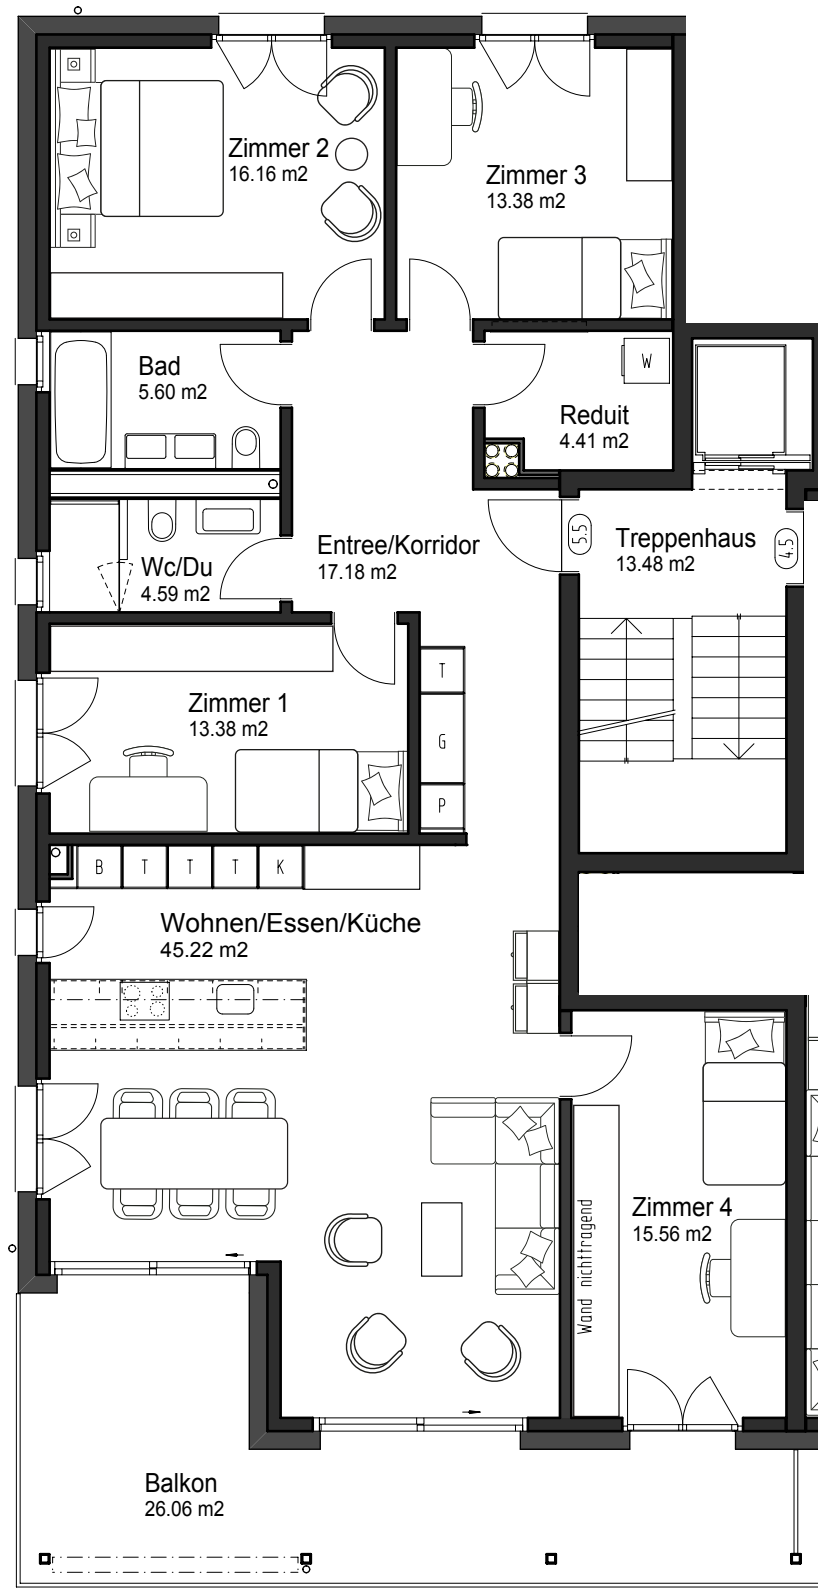 Zimmer 2
16.16 m2
Zimmer 3
13.38 m2
Bad
5.60 m2
W
Reduit
4.41 m2
Entree/Korridor
17.18 m2
5.5
Treppenhaus
13.48 m2
4.5
Wc/Du
4.59 m2
Zimmer 1
13.38 m2
T
G
P
B
T
T
T
K
Wohnen/Essen/Küche
45.22 m2
Zimmer 4
15.56 m2
Wand nichttragend
Balkon
26.06 m2